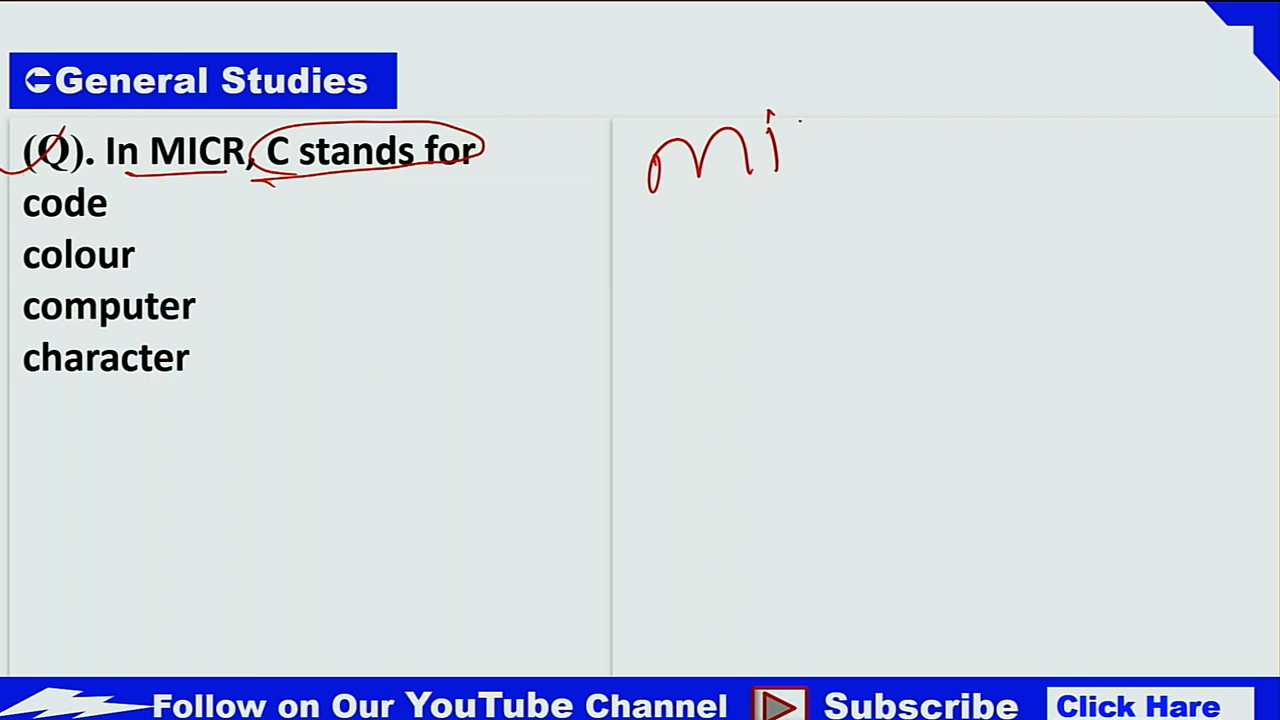 General Studies
(Q). In MICR, C stands for
code
colour
computer
character
mi
Follow on Our YouTube Channel
Subscribe
Click Hare